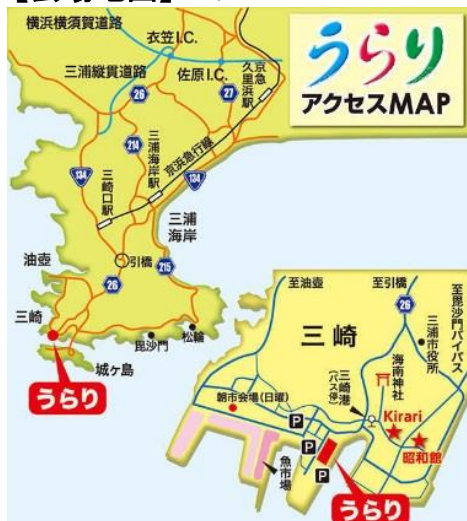 横浜横須賀道路
衣笠I.C.
三浦縦貫道路
佐原I.C.
京急
久里浜駅
26
27
うらり
アクセスMAP
214
三浦海岸駅
京浜急行線
134
134
三崎口駅
三浦
海岸
油壺
引橋
215
26
三崎
毘沙門
松輪
城ヶ島
うらり
至油壺
至引橋
26
至毘沙門バイパス
三崎
三浦市役所
海南神社
三崎港
(バス停)
朝市会場(日曜)
P
Kirari
P
昭和館
P
魚市場
うらり